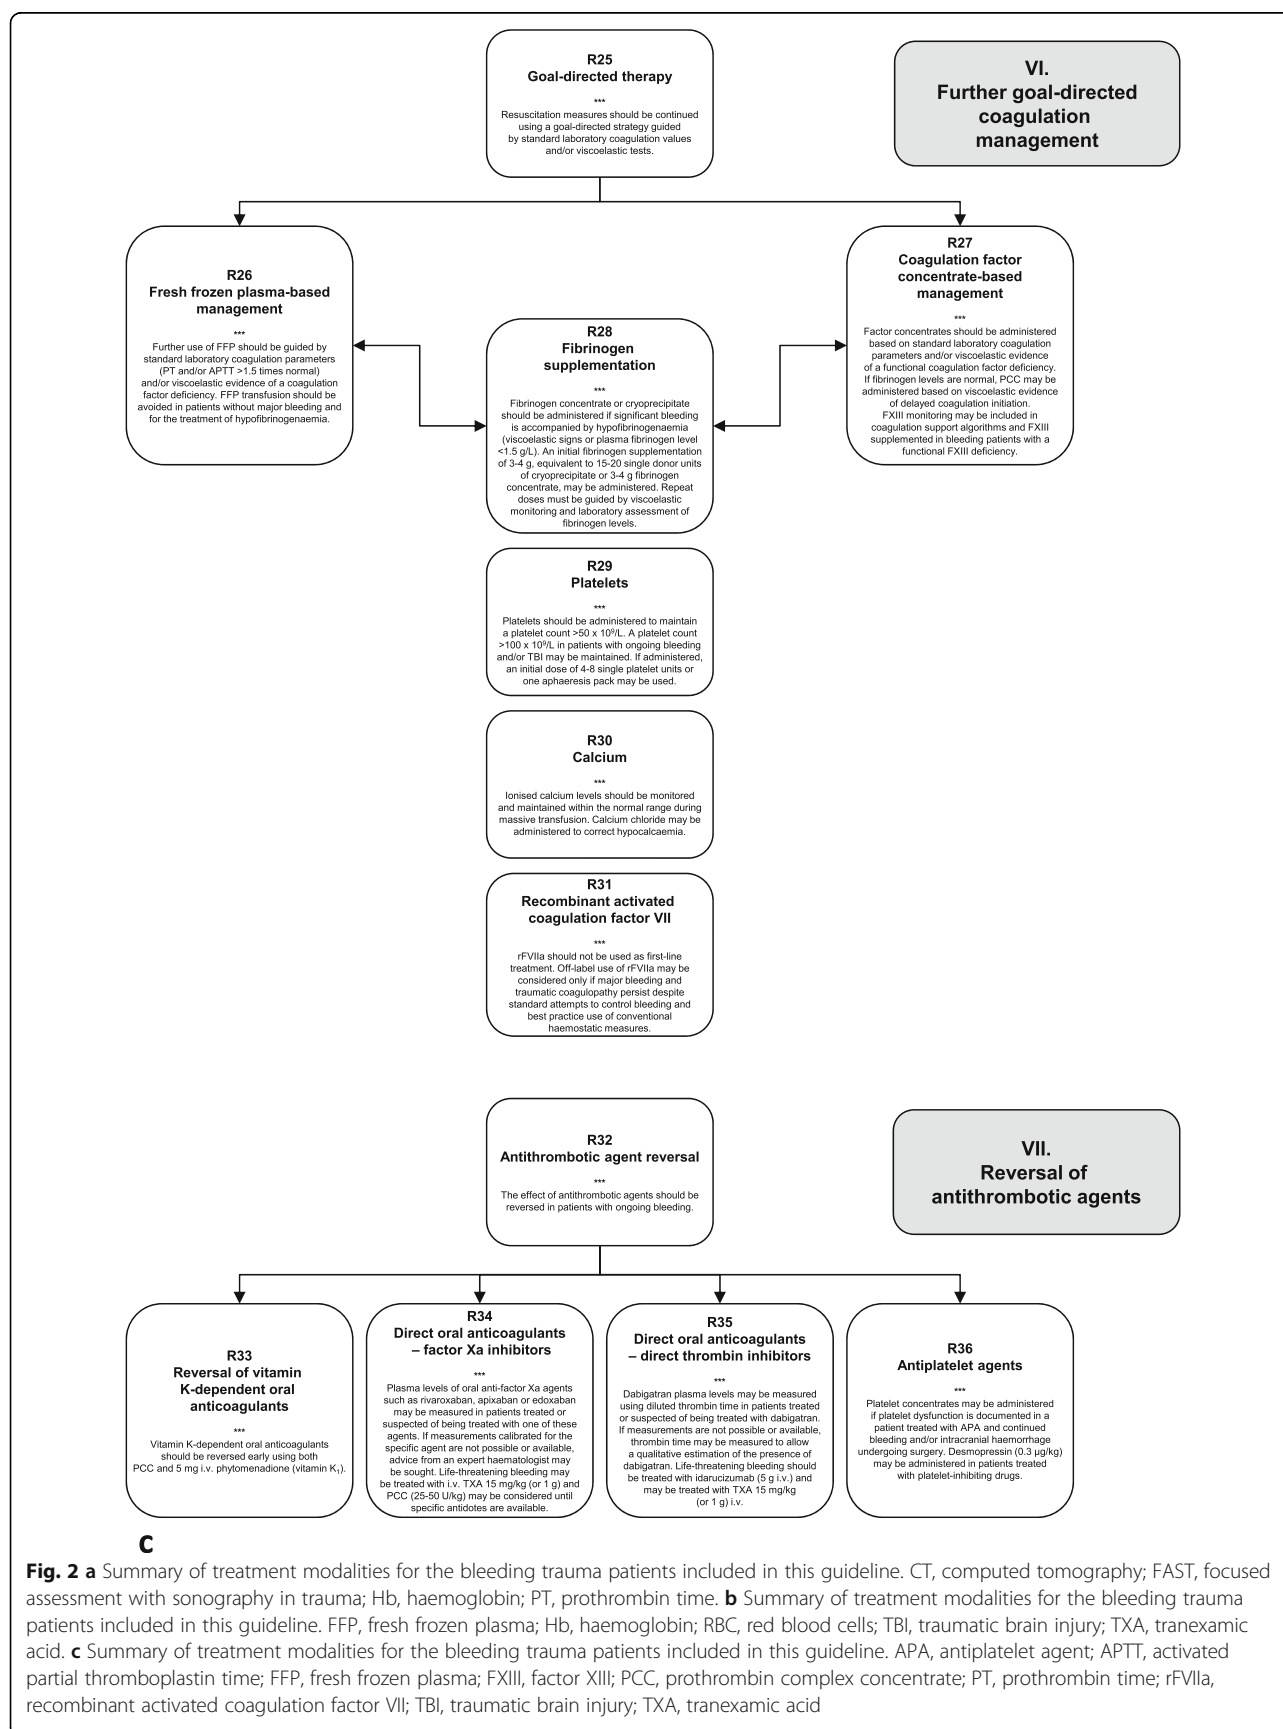 R25
Goal-directed therapy
***
Resuscitation measures should be continued
using a goal-directed strategy guided
by standard laboratory coagulation values
and/or viscoelastic tests.
VI.
Further goal-directed
coagulation
management
R26
Fresh frozen plasma-based
management
***
Further use of FFP should be guided by
standard laboratory coagulation parameters
(PT and/or APTT >1.5 times normal)
and/or viscoelastic evidence of a coagulation
factor deficiency. FFP transfusion should be
avoided in patients without major bleeding and
for the treatment of hypofibrinogenaemia.
R27
Coagulation factor
concentrate-based
management
***
Factor concentrates should be administered
based on standard laboratory coagulation
parameters and/or viscoelastic evidence
of a functional coagulation factor deficiency.
If fibrinogen levels are normal, PCC may be
administered based on viscoelastic evidence
of delayed coagulation initiation.
FXIII monitoring may be included in
coagulation support algorithms and FXIII
supplemented in bleeding patients with a
functional FXIII deficiency.
R28
Fibrinogen
supplementation
***
Fibrinogen concentrate or cryoprecipitate
should be administered if significant bleeding
is accompanied by hypofibrinogenaemia
(viscoelastic signs or plasma fibrinogen level
<1.5 g/L). An initial fibrinogen supplementation
of 3-4 g, equivalent to 15-20 single donor units
of cryoprecipitate or 3-4 g fibrinogen
concentrate, may be administered. Repeat
doses must be guided by viscoelastic
monitoring and laboratory assessment of
fibrinogen levels.
R29
Platelets
***
Platelets should be administered to maintain
a platelet count >50 x 10⁹/L. A platelet count
>100 x 10⁹/L in patients with ongoing bleeding
and/or TBI may be maintained. If administered,
an initial dose of 4-8 single platelet units or
one aphaeresis pack may be used.
R30
Calcium
***
Ionised calcium levels should be monitored
and maintained within the normal range during
massive transfusion. Calcium chloride may be
administered to correct hypocalcaemia.
R31
Recombinant activated
coagulation factor VII
***
rFVIIa should not be used as first-line
treatment. Off-label use of rFVIIa may be
considered only if major bleeding and
traumatic coagulopathy persist despite
standard attempts to control bleeding and
best practice use of conventional
haemostatic measures.
R32
Antithrombotic agent reversal
***
The effect of antithrombotic agents should be
reversed in patients with ongoing bleeding.
VII.
Reversal of
antithrombotic agents
R33
Reversal of vitamin
K-dependent oral
anticoagulants
***
Vitamin K-dependent oral anticoagulants
should be reversed early using both
PCC and 5 mg i.v. phytomenadione (vitamin K₁).
R34
Direct oral anticoagulants
– factor Xa inhibitors
***
Plasma levels of oral anti-factor Xa agents
such as rivaroxaban, apixaban or edoxaban
may be measured in patients treated or
suspected of being treated with one of these
agents. If measurements calibrated for the
specific agent are not possible or available,
advice from an expert haematologist may
be sought. Life-threatening bleeding may
be treated with i.v. TXA 15 mg/kg (or 1 g) and
PCC (25-50 U/kg) may be considered until
specific antidotes are available.
R35
Direct oral anticoagulants
– direct thrombin inhibitors
***
Dabigatran plasma levels may be measured
using diluted thrombin time in patients treated
or suspected of being treated with dabigatran.
If measurements are not possible or available,
thrombin time may be measured to allow
a qualitative estimation of the presence of
dabigatran. Life-threatening bleeding should
be treated with idarucizumab (5 g i.v.) and
may be treated with TXA 15 mg/kg
(or 1 g) i.v.
R36
Antiplatelet agents
***
Platelet concentrates may be administered
if platelet dysfunction is documented in a
patient treated with APA and continued
bleeding and/or intracranial haemorrhage
undergoing surgery. Desmopressin (0.3 µg/kg)
may be administered in patients treated
with platelet-inhibiting drugs.
c
Fig. 2 a Summary of treatment modalities for the bleeding trauma patients included in this guideline. CT, computed tomography; FAST, focused
assessment with sonography in trauma; Hb, haemoglobin; PT, prothrombin time. b Summary of treatment modalities for the bleeding trauma
patients included in this guideline. FFP, fresh frozen plasma; Hb, haemoglobin; RBC, red blood cells; TBI, traumatic brain injury; TXA, tranexamic
acid. c Summary of treatment modalities for the bleeding trauma patients included in this guideline. APA, antiplatelet agent; APTT, activated
partial thromboplastin time; FFP, fresh frozen plasma; FXIII, factor XIII; PCC, prothrombin complex concentrate; PT, prothrombin time; rFVIIa,
recombinant activated coagulation factor VII; TBI, traumatic brain injury; TXA, tranexamic acid